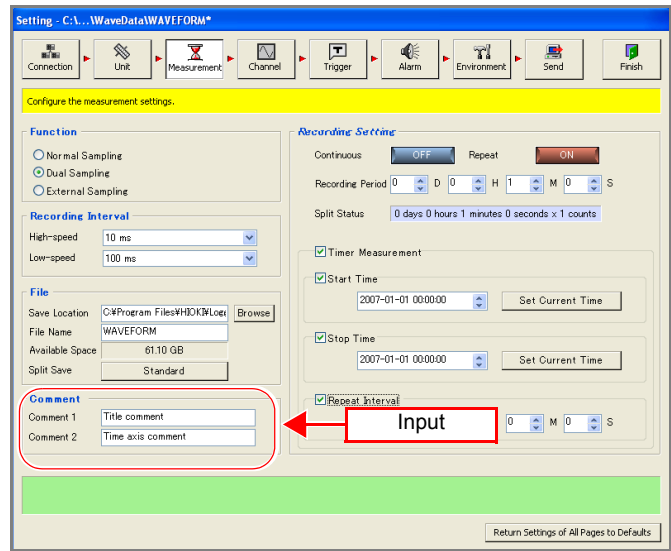 Setting - C:\...\WaveData\WAVEFORM*
Connection
Unit
Measurement
Channel
Trigger
Alarm
Environment
Send
Finish
Configure the measurement settings.
Function
Normal Sampling
Dual Sampling
External Sampling
Recording Interval
High-speed 10 ms
Low-speed 100 ms
File
Save Location C:¥Program Files¥HIOKI¥Logg Browse
File Name WAVEFORM
Available Space 61.10 GB
Split Save Standard
Comment
Comment 1 Title comment
Comment 2 Time axis comment
Recording Setting
Continuous OFF Repeat ON
Recording Period 0 D 0 H 1 M 0 S
Split Status 0 days 0 hours 1 minutes 0 seconds x 1 counts
Timer Measurement
Start Time
2007-01-01 00:00:00 Set Current Time
Stop Time
2007-01-01 00:00:00 Set Current Time
Repeat Interval
Input
0 M 0 S
Return Settings of All Pages to Defaults